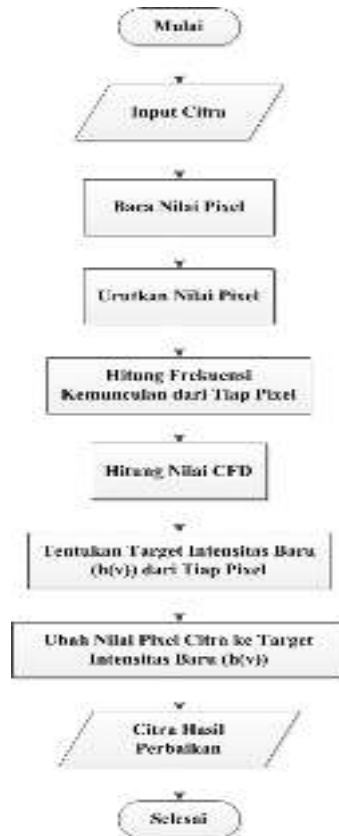 Mulai
Input Citra
Baca Nilai Pixel
Urutkan Nilai Pixel
Hitung Frekuensi
Kemunculan dari Tiap Pixel
Hitung Nilai CFD
Tentukan Target Intensitas Baru
(h(v)) dari Tiap Pixel
Ubah Nilai Pixel Citra ke Target
Intensitas Baru (h(v))
Citra Hasil
Perbaikan
Selesai